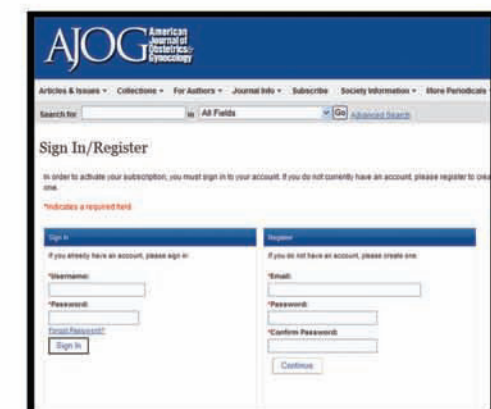 AJOG American
Journal of
Obstetrics
Gynecology
Articles & Issues Collections For Authors Journal Info Subscribe Society Information More Periodicals
Search for in All Fields Go Advanced Search
Sign In/Register
In order to activate your subscription, you must sign in to your account. If you do not currently have an account, please register to crea
one.
*Indicates a required field
Sign In
If you already have an account, please sign in:
*Username:
*Password:
Forgot Password?
Sign In
Register
If you do not have an account, please create one
*Email:
*Password:
*Confirm Password:
Continue